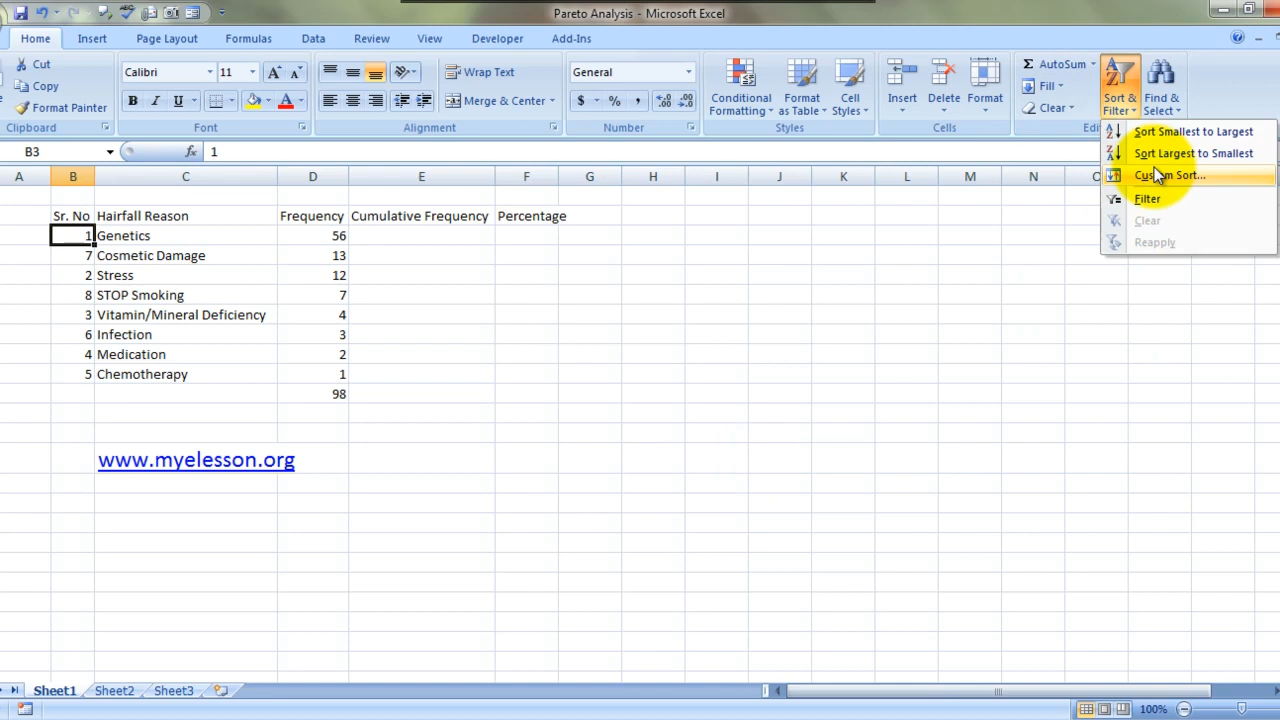 Pareto Analysis - Microsoft Excel
Home Insert Page Layout Formulas Data Review View Developer Add-Ins
Cut
Copy
Format Painter
Clipboard
Calibri 11
B I U
Font
Wrap Text
Merge & Center
Alignment
General
$ % ,
Number
Conditional Formatting
Format as Table
Cell Styles
Styles
Insert Delete Format
Cells
AutoSum
Fill
Clear
Sort & Filter
Find & Select
Sort Smallest to Largest
Sort Largest to Smallest
Custom Sort...
Filter
Clear
Reapply
B3 fx 1
A B C D E F G H I J K L M N
Sr. No Hairfall Reason Frequency Cumulative Frequency Percentage
1 Genetics 56
7 Cosmetic Damage 13
2 Stress 12
8 STOP Smoking 7
3 Vitamin/Mineral Deficiency 4
6 Infection 3
4 Medication 2
5 Chemotherapy 1
98
www.myelesson.org
Sheet1 Sheet2 Sheet3
100%